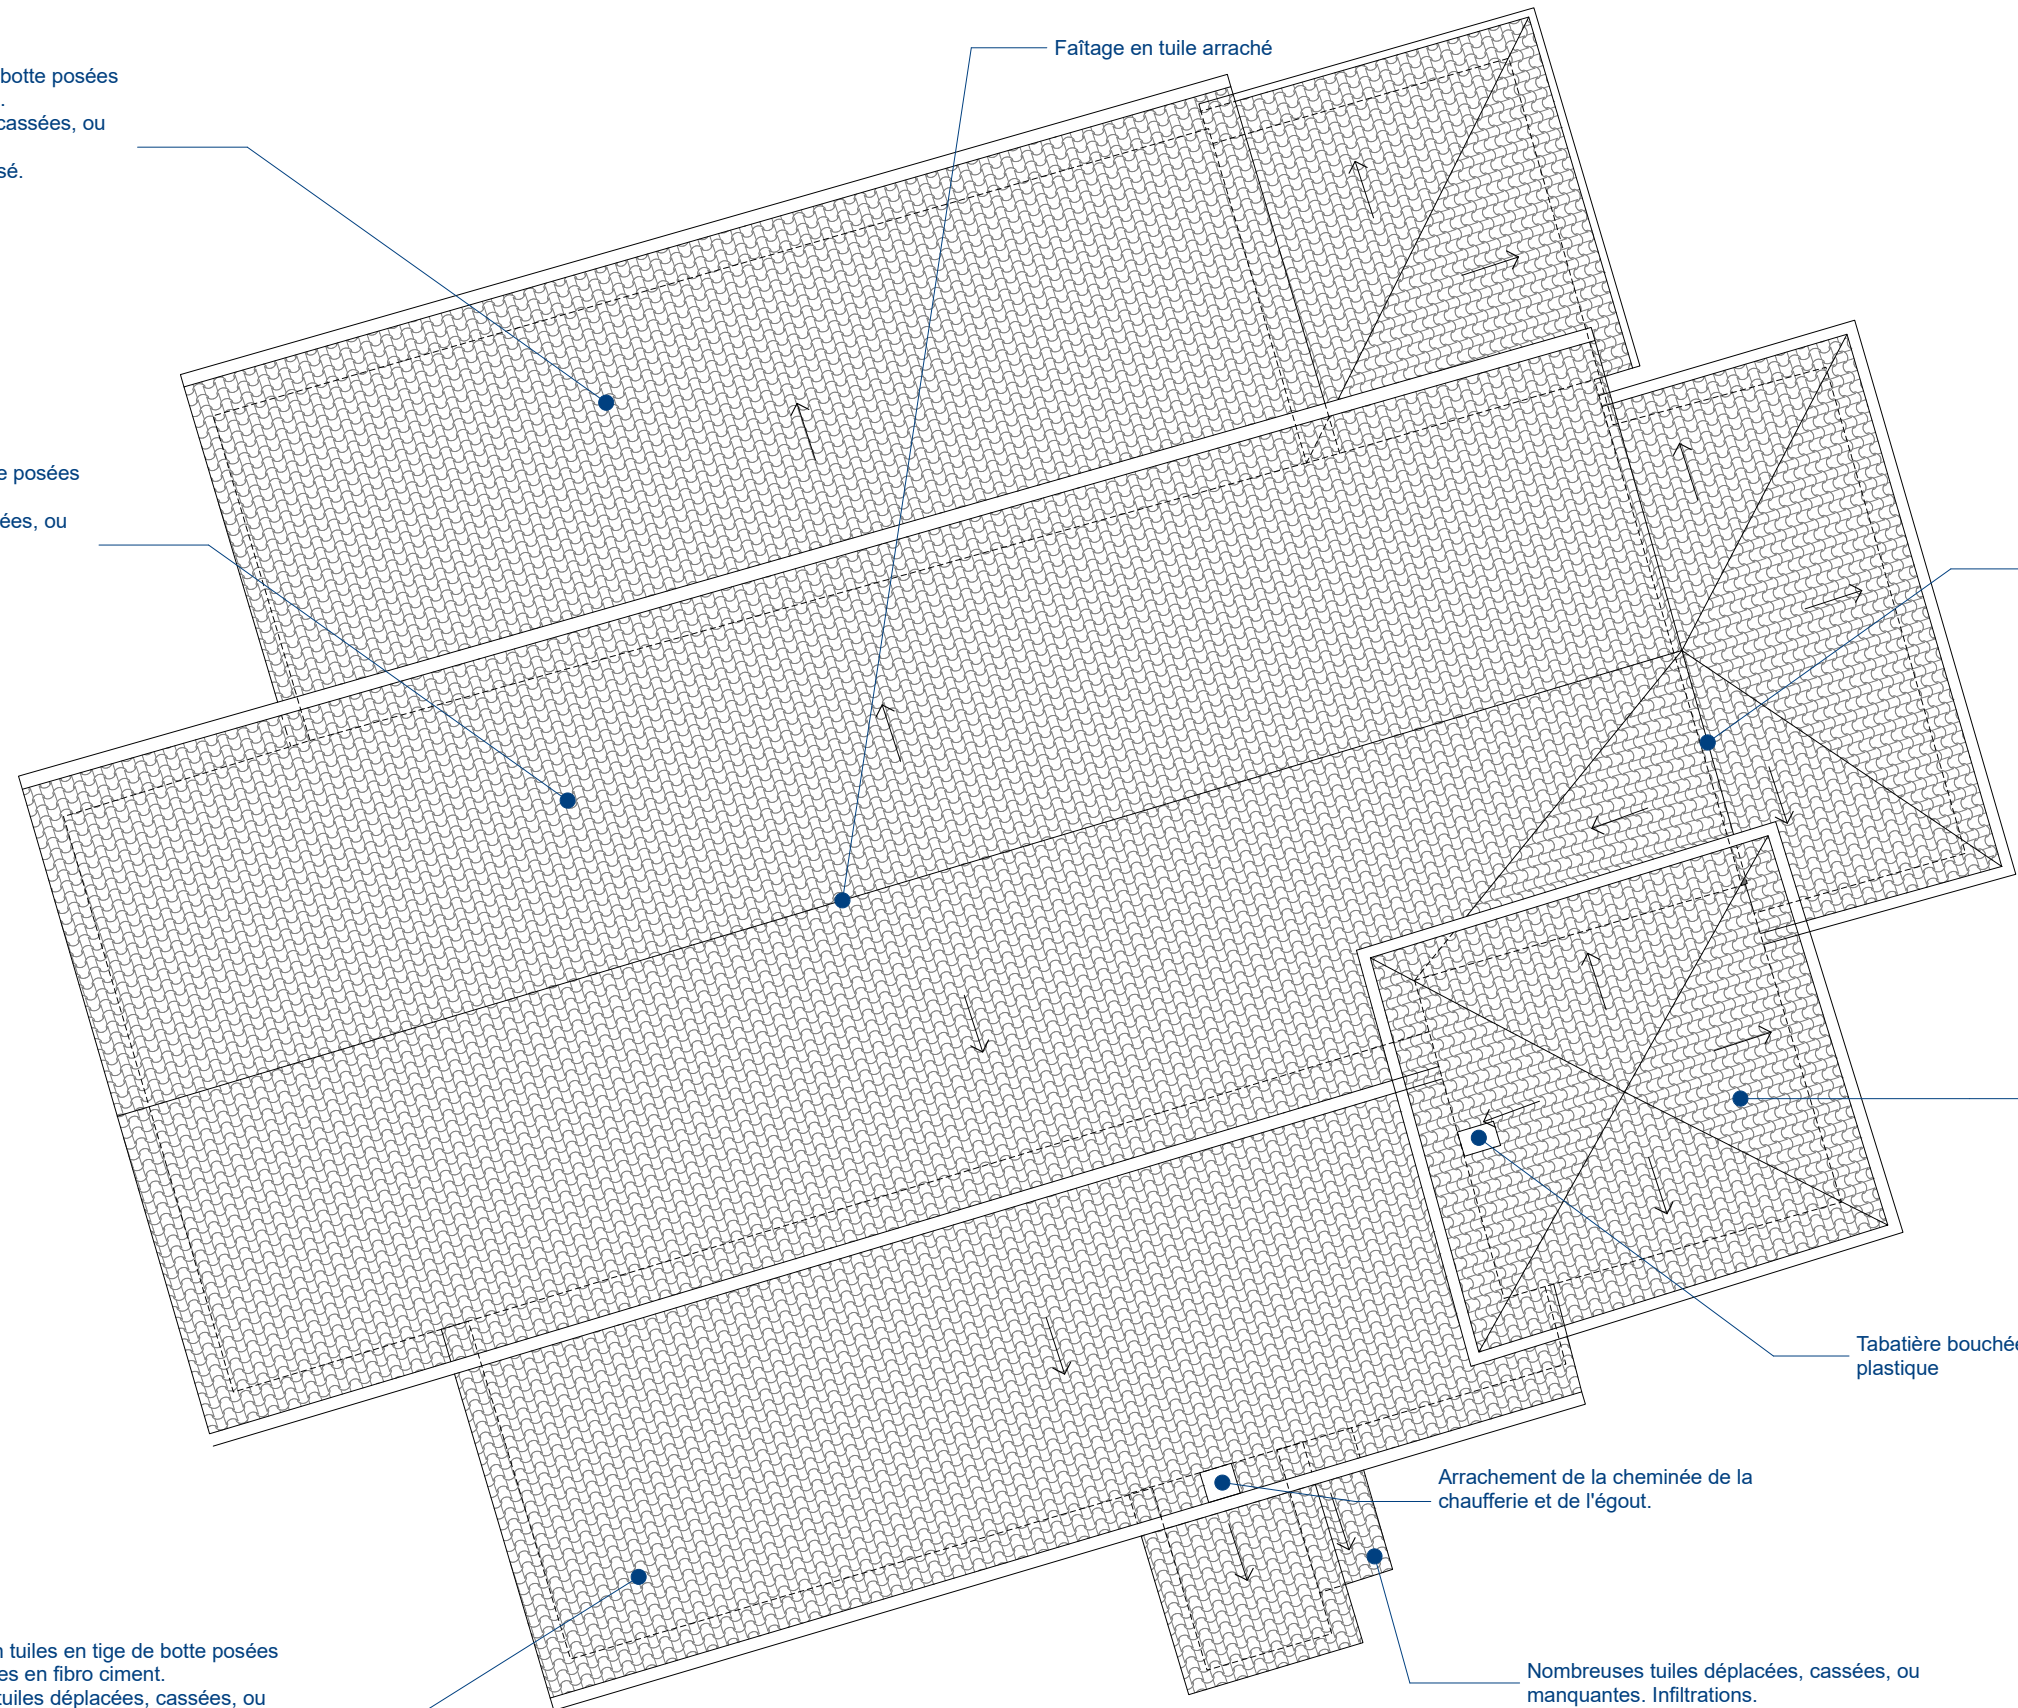 Faîtage en tuile arraché
botte posées
.
cassées, ou
sé.
e posées
ées, ou
Tabatière bouchée
plastique
Arrachement de la cheminée de la
chaufferie et de l'égout.
n tuiles en tige de botte posées
es en fibro ciment.
tuiles déplacées, cassées, ou
Nombreuses tuiles déplacées, cassées, ou
manquantes. Infiltrations.